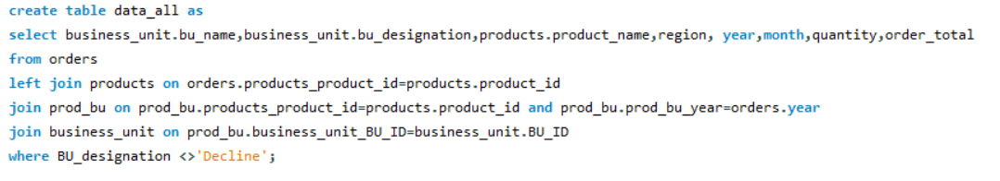 create table data_all as
select business_unit.bu_name,business_unit.bu_designation,products.product_name,region, year,month,quantity,order_total
from orders
left join products on orders.products_product_id=products.product_id
join prod_bu on prod_bu.products_product_id=products.product_id and prod_bu.prod_bu_year=orders.year
join business_unit on prod_bu.business_unit_BU_ID=business_unit.BU_ID
where BU_designation <>'Decline';